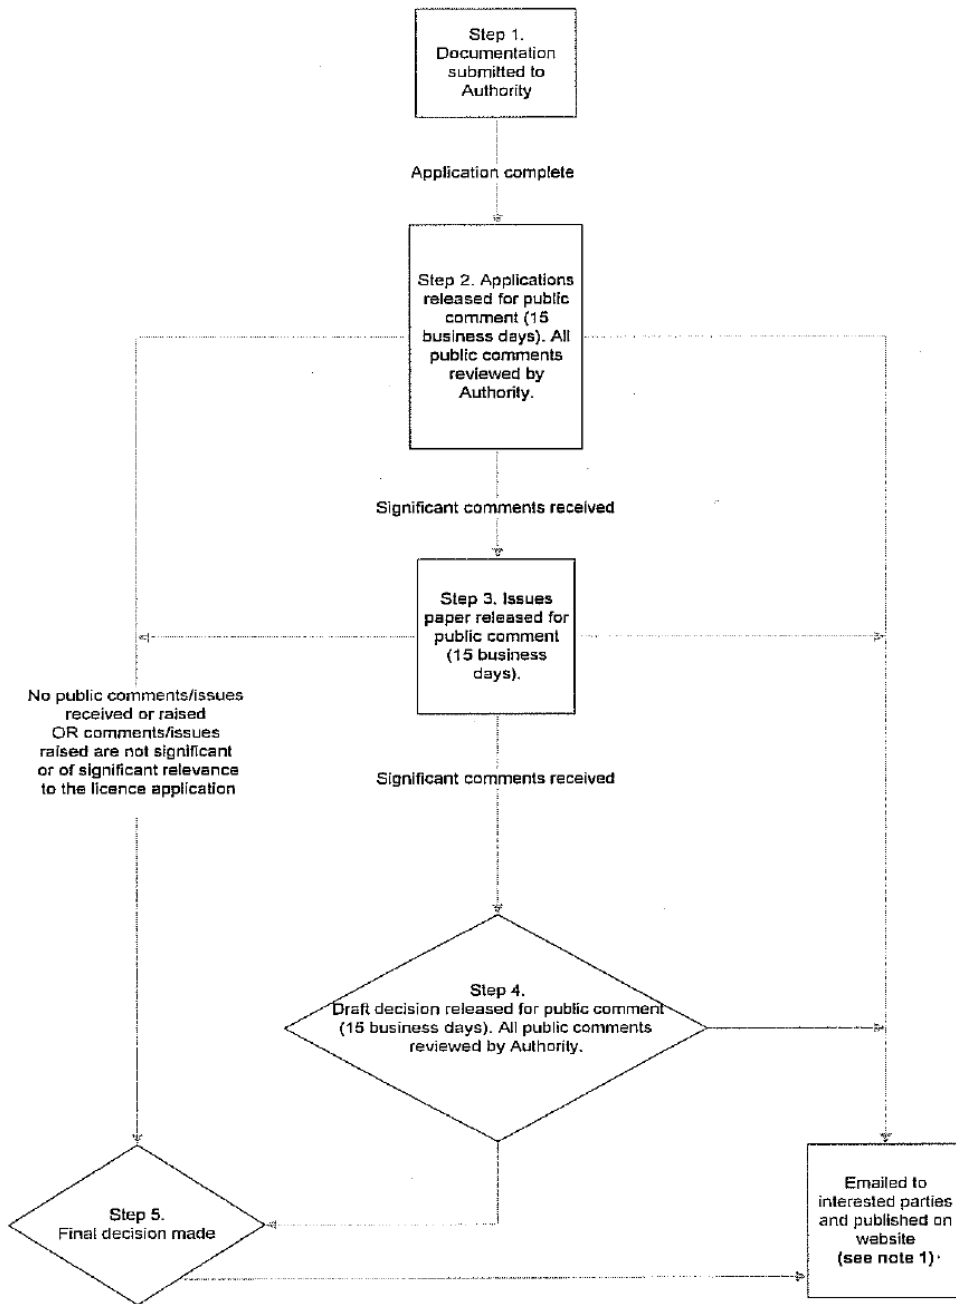 Step 1.
Documentation
submitted to
Authority
Application complete
Step 2. Applications
released for public
comment (15
business days). All
public comments
reviewed by
Authority.
Significant comments received
Step 3. Issues
paper released for
public comment
(15 business
days).
No public comments/issues
received or raised
OR comments/issues
raised are not significant
or of significant relevance
to the licence application
Significant comments received
Step 4.
Draft decision released for public comment
(15 business days). All public comments
reviewed by Authority.
Step 5.
Final decision made
Emailed to
interested parties
and published on
website
(see note 1)